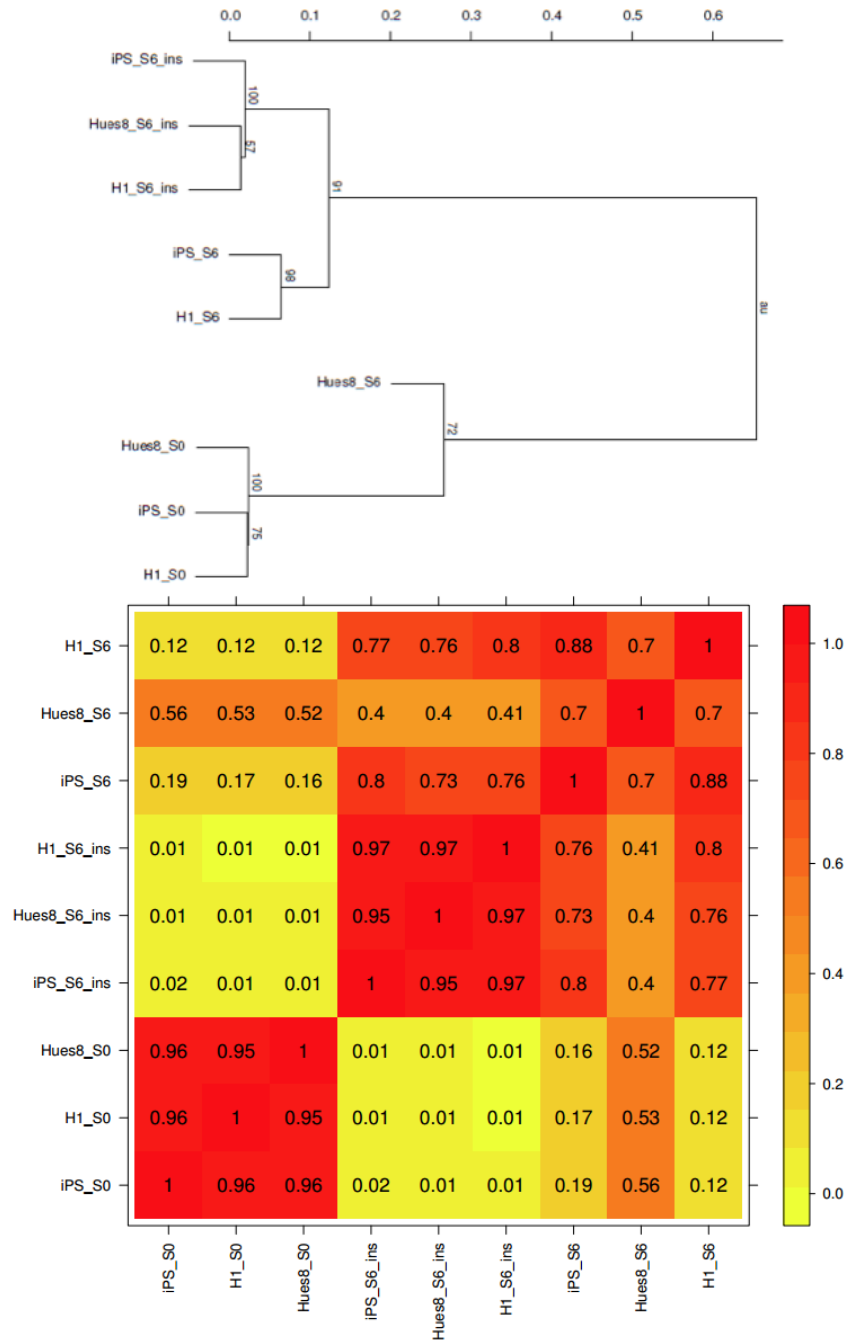 0.0 0.1 0.2 0.3 0.4 0.5 0.6
iPS_S6_ins
100
Hues8_S6_ins
57
H1_S6_ins
91
iPS_S6
98
H1_S6
au
Hues8_S6
72
Hues8_S0
100
iPS_S0
75
H1_S0
H1_S6 0.12 0.12 0.12 0.77 0.76 0.8 0.88 0.7 1
Hues8_S6 0.56 0.53 0.52 0.4 0.4 0.41 0.7 1 0.7
iPS_S6 0.19 0.17 0.16 0.8 0.73 0.76 1 0.7 0.88
H1_S6_ins 0.01 0.01 0.01 0.97 0.97 1 0.76 0.41 0.8
Hues8_S6_ins 0.01 0.01 0.01 0.95 1 0.97 0.73 0.4 0.76
iPS_S6_ins 0.02 0.01 0.01 1 0.95 0.97 0.8 0.4 0.77
Hues8_S0 0.96 0.95 1 0.01 0.01 0.01 0.16 0.52 0.12
H1_S0 0.96 1 0.95 0.01 0.01 0.01 0.17 0.53 0.12
iPS_S0 1 0.96 0.96 0.02 0.01 0.01 0.19 0.56 0.12
iPS_S0 H1_S0 Hues8_S0 iPS_S6_ins Hues8_S6_ins H1_S6_ins iPS_S6 Hues8_S6 H1_S6
1.0
0.8
0.6
0.4
0.2
0.0